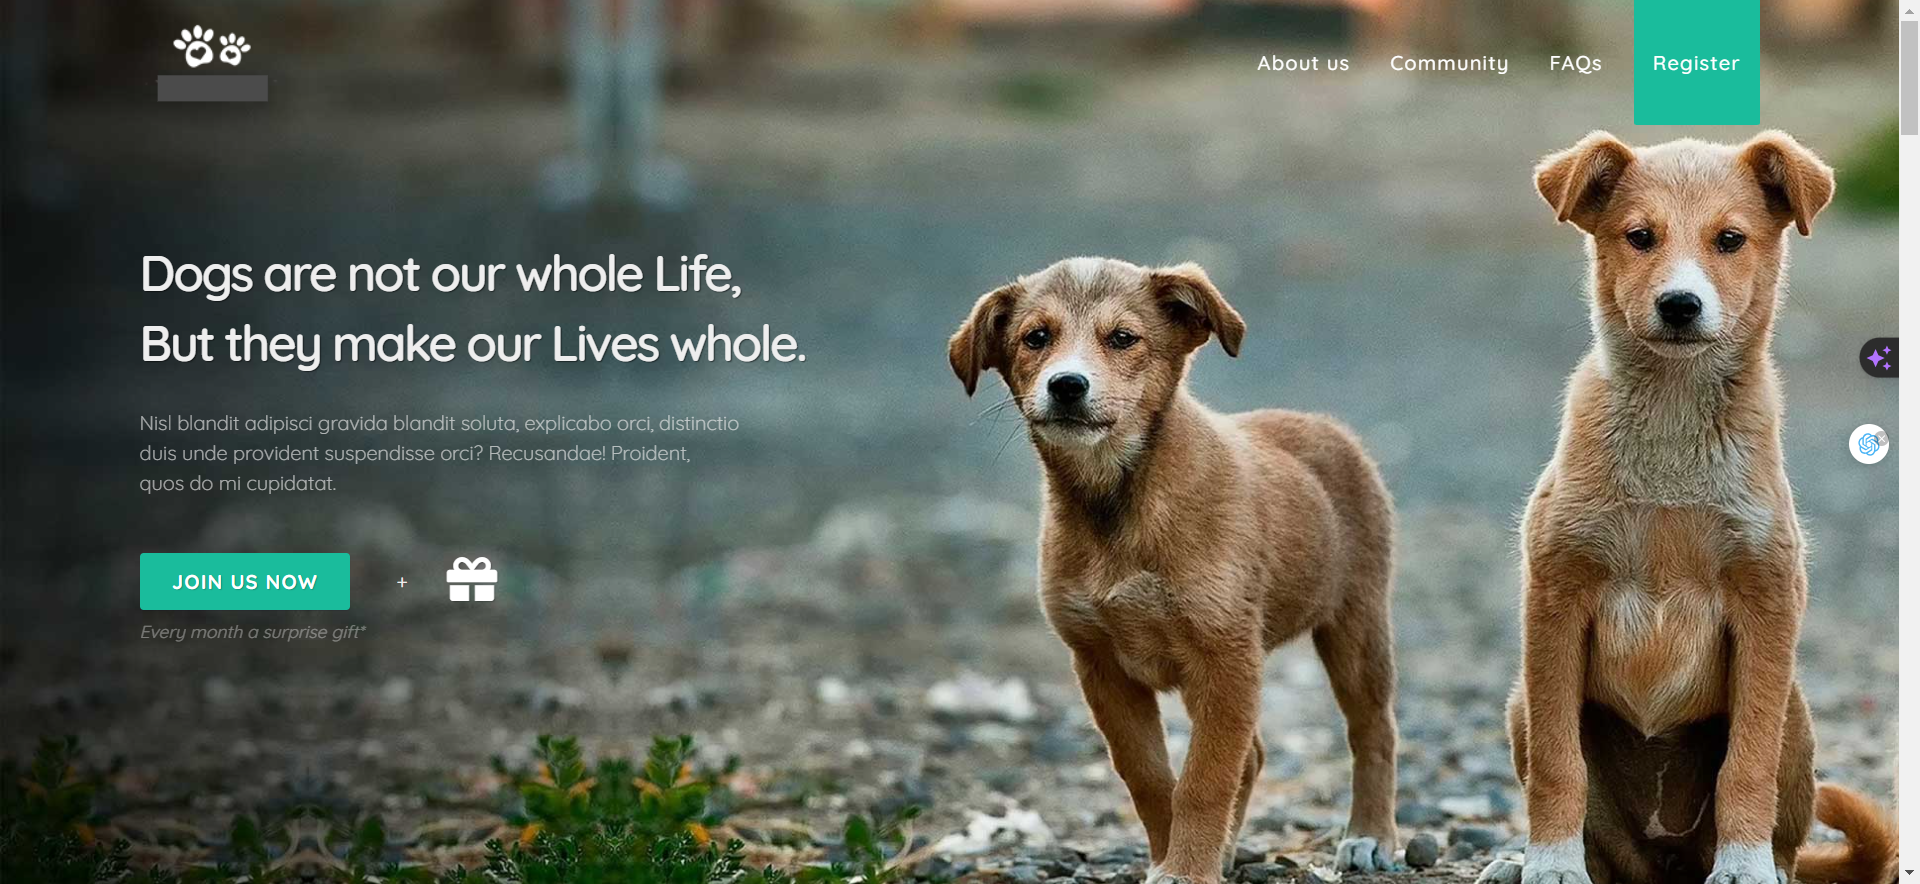 About us
Community
FAQs
Register
Dogs are not our whole Life,
But they make our Lives whole.
Nisl blandit adipisci gravida blandit soluta, explicabo orci, distinctio
duis unde provident suspendisse orci? Recusandae! Proident,
quos do mi cupidatat.
JOIN US NOW
+
Every month a surprise gift*